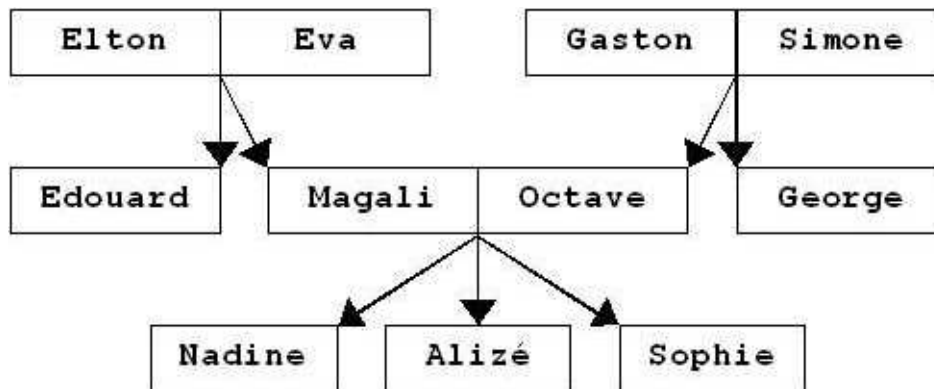 Elton Eva Gaston Simone
Edouard Magali Octave George
Nadine Alizé Sophie